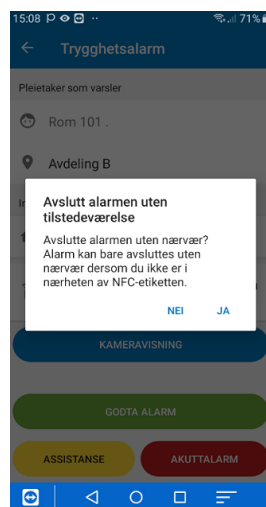 15:08 71%
Trygghetsalarm
Pleietaker som varsler
Rom 101 .
Avdeling B
Avslutt alarmen uten
tilstedeværelse
Avslutte alarmen uten nærvær?
Alarm kan bare avsluttes uten
nærvær dersom du ikke er i
nærheten av NFC-etiketten.
NEI JA
KAMERAVISNING
GODTA ALARM
ASSISTANSE AKUTTALARM